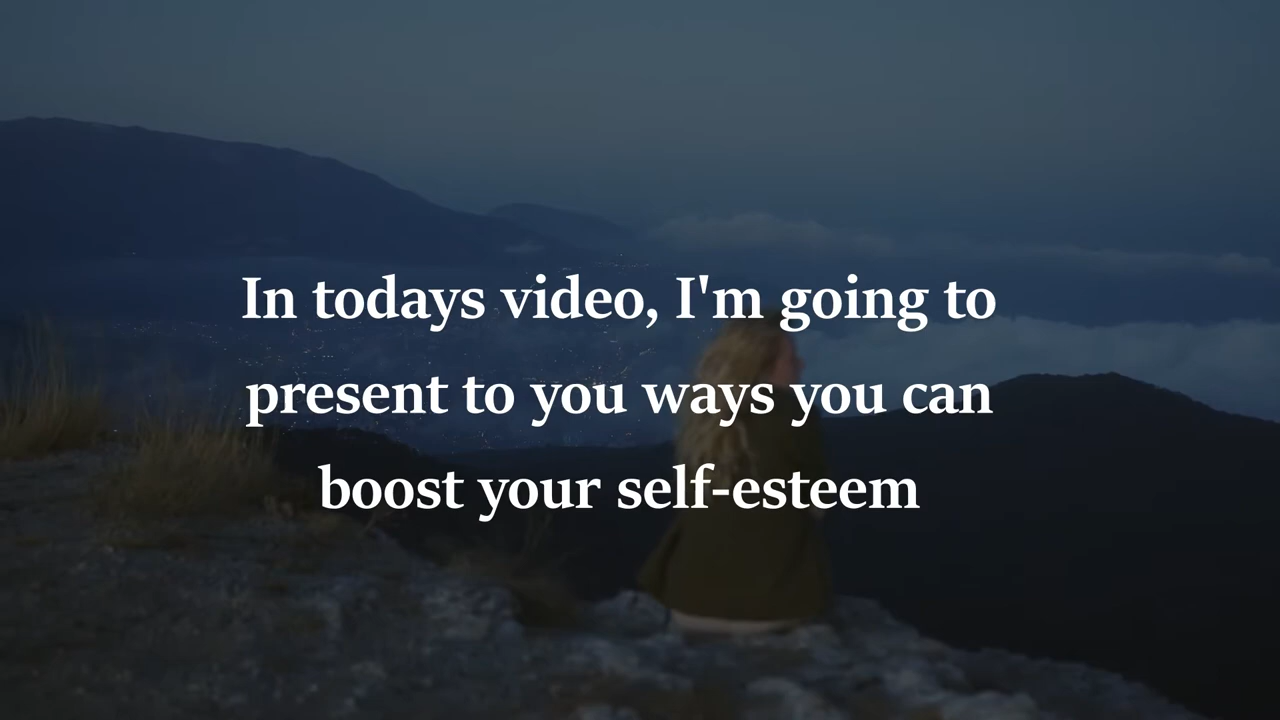 In todays video, I'm going to
present to you ways you can
boost your self-esteem